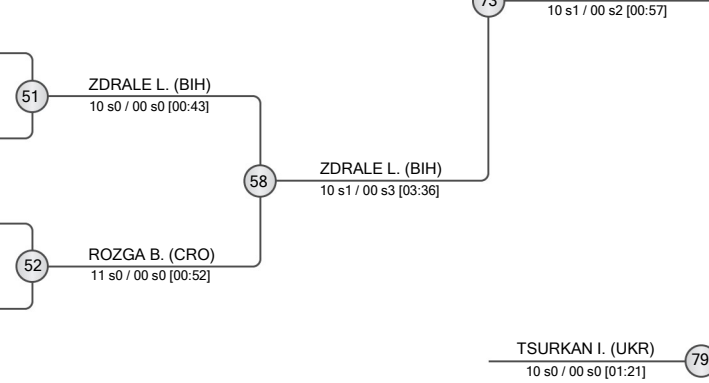 73
10 s1 / 00 s2 [00:57]
51
ZDRALE L. (BIH)
10 s0 / 00 s0 [00:43]
58
ZDRALE L. (BIH)
10 s1 / 00 s3 [03:36]
52
ROZGA B. (CRO)
11 s0 / 00 s0 [00:52]
TSURKAN I. (UKR)
79
10 s0 / 00 s0 [01:21]